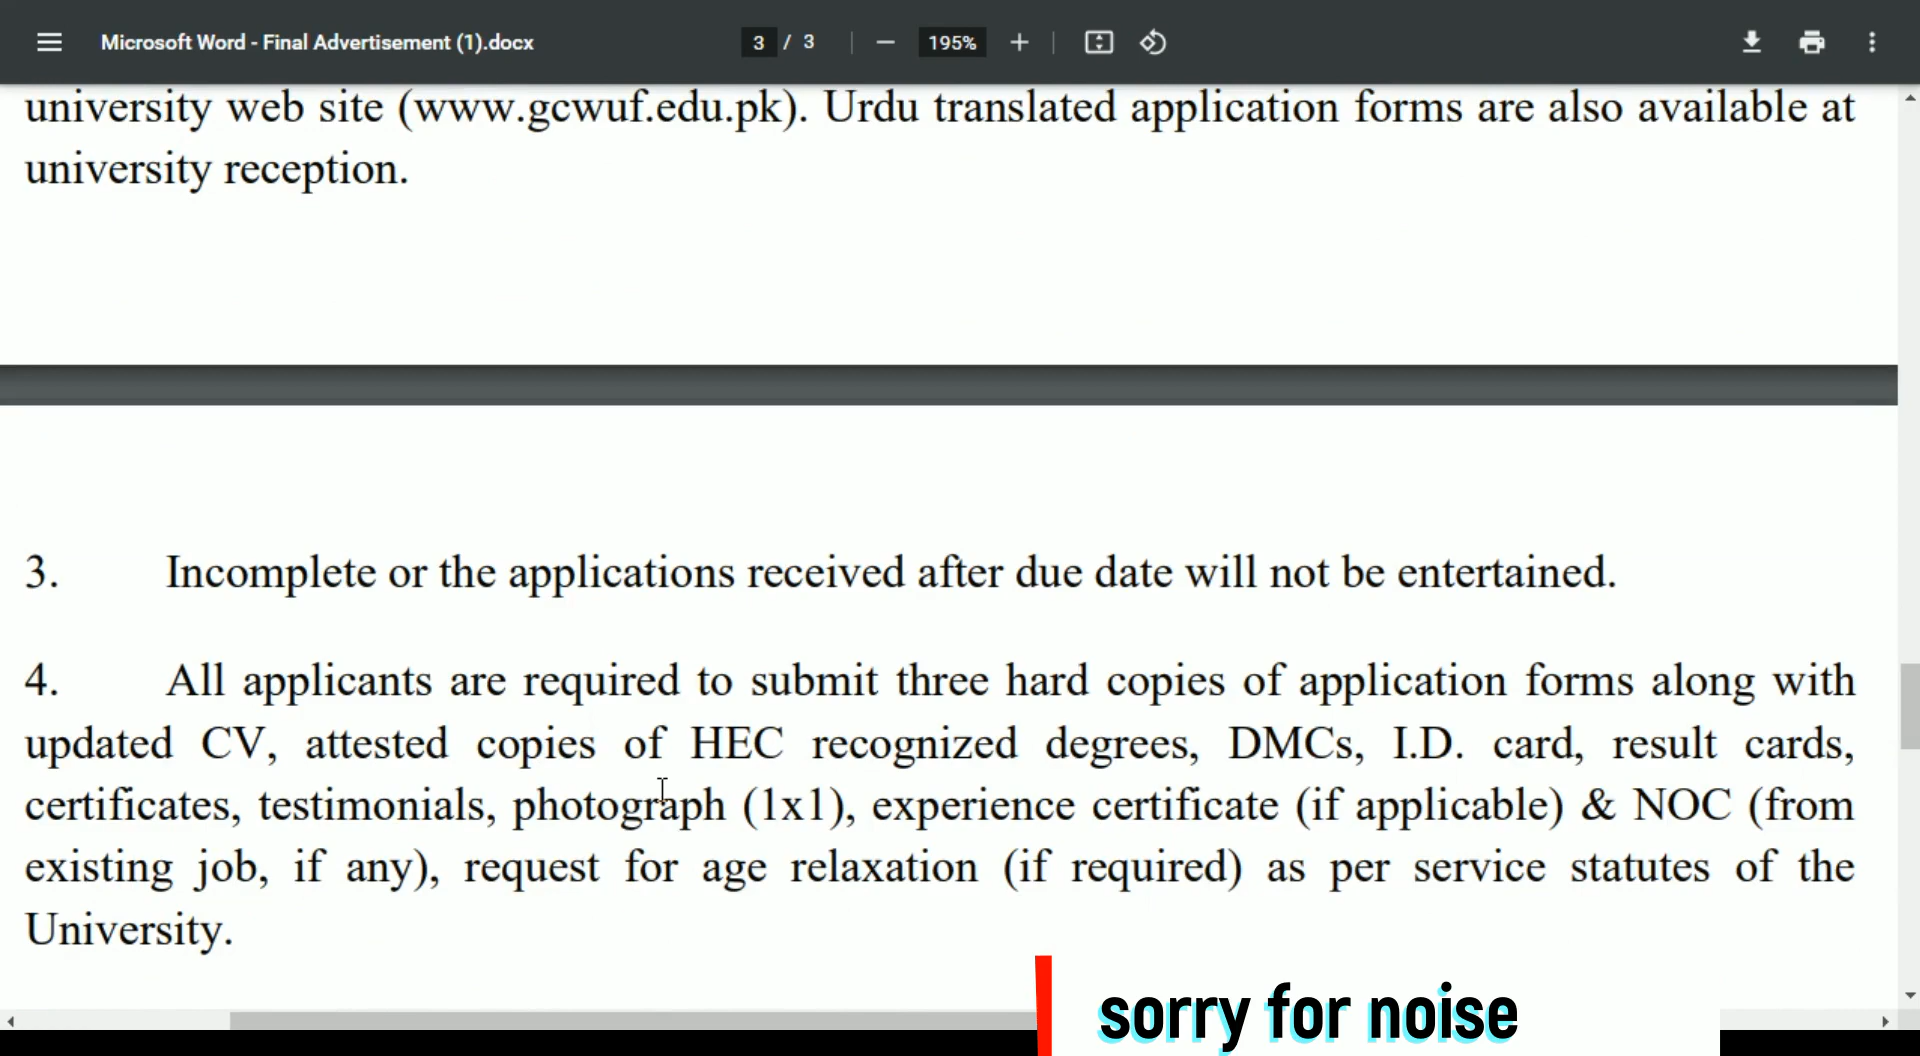 Microsoft Word - Final Advertisement (1).docx
3 / 3
195%
university web site (www.gcwuf.edu.pk). Urdu translated application forms are also available at
university reception.
3. Incomplete or the applications received after due date will not be entertained.
4. All applicants are required to submit three hard copies of application forms along with
updated CV, attested copies of HEC recognized degrees, DMCs, I.D. card, result cards,
certificates, testimonials, photograph (1x1), experience certificate (if applicable) & NOC (from
existing job, if any), request for age relaxation (if required) as per service statutes of the
University.
sorry for noise